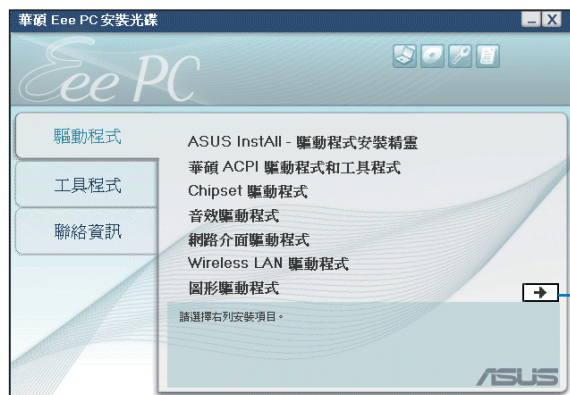 華碩 Eee PC 安裝光碟
Eee PC
驅動程式
工具程式
聯絡資訊
ASUS InstAll - 驅動程式安裝精靈
華碩 ACPI 驅動程式和工具程式
Chipset 驅動程式
音效驅動程式
網路介面驅動程式
Wireless LAN 驅動程式
圖形驅動程式
請選擇右列安裝項目。
ASUS